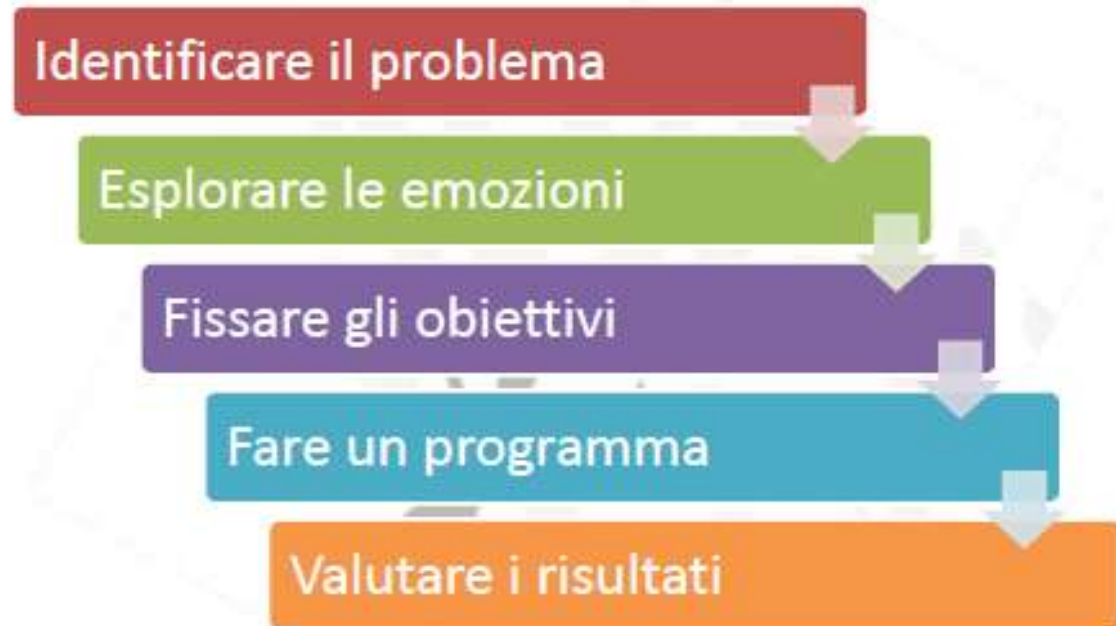 Identificare il problema
Esplorare le emozioni
Fissare gli obiettivi
Fare un programma
Valutare i risultati